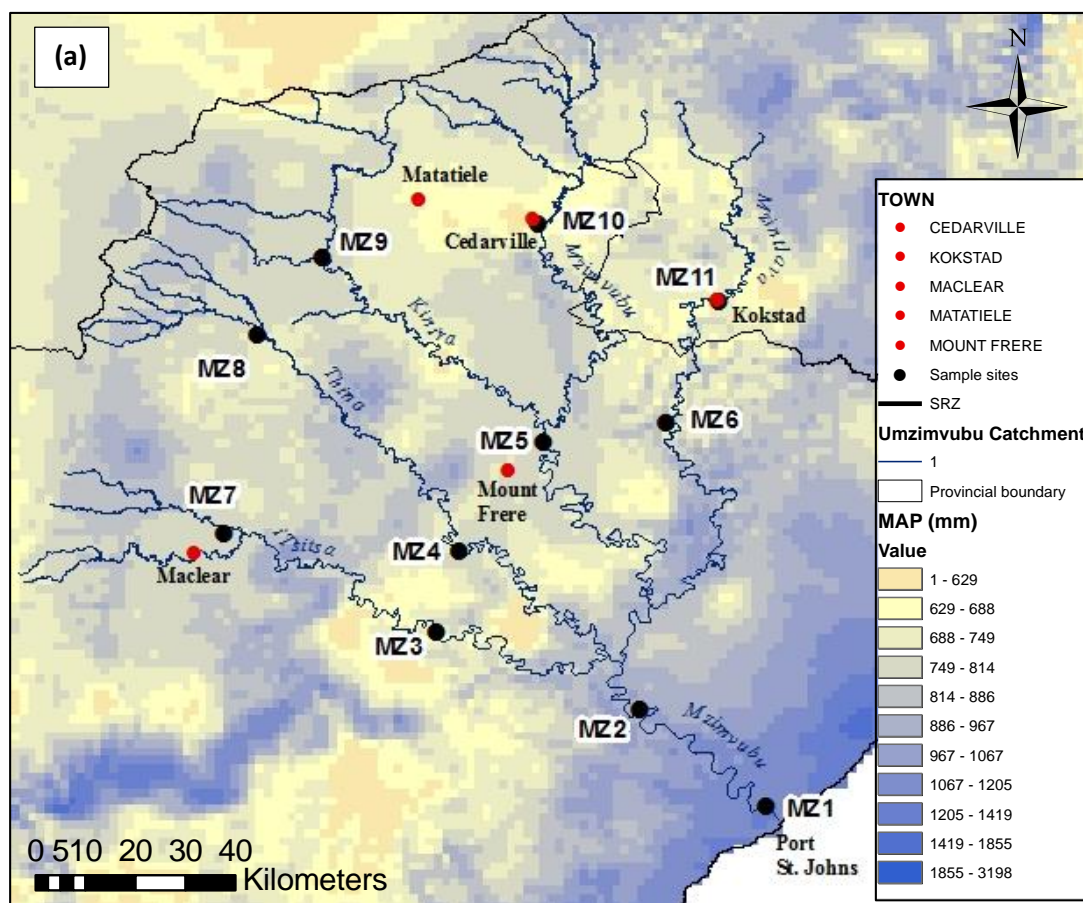 (a)
N
Matatiele
MZ10
Cedarville
MZ9
Mzimvubu
Mzintlava
MZ11
Kokstad
Kinira
MZ8
Thina
MZ6
MZ5
Mount
Frere
MZ7
iTsitsa
MZ4
Maclear
MZ3
MZ2
Mzimvubu
MZ1
Port
St. Johns
0 510 20 30 40
Kilometers
TOWN
CEDARVILLE
KOKSTAD
MACLEAR
MATATIELE
MOUNT FRERE
Sample sites
SRZ
Umzimvubu Catchment
1
Provincial boundary
MAP (mm)
Value
1 - 629
629 - 688
688 - 749
749 - 814
814 - 886
886 - 967
967 - 1067
1067 - 1205
1205 - 1419
1419 - 1855
1855 - 3198